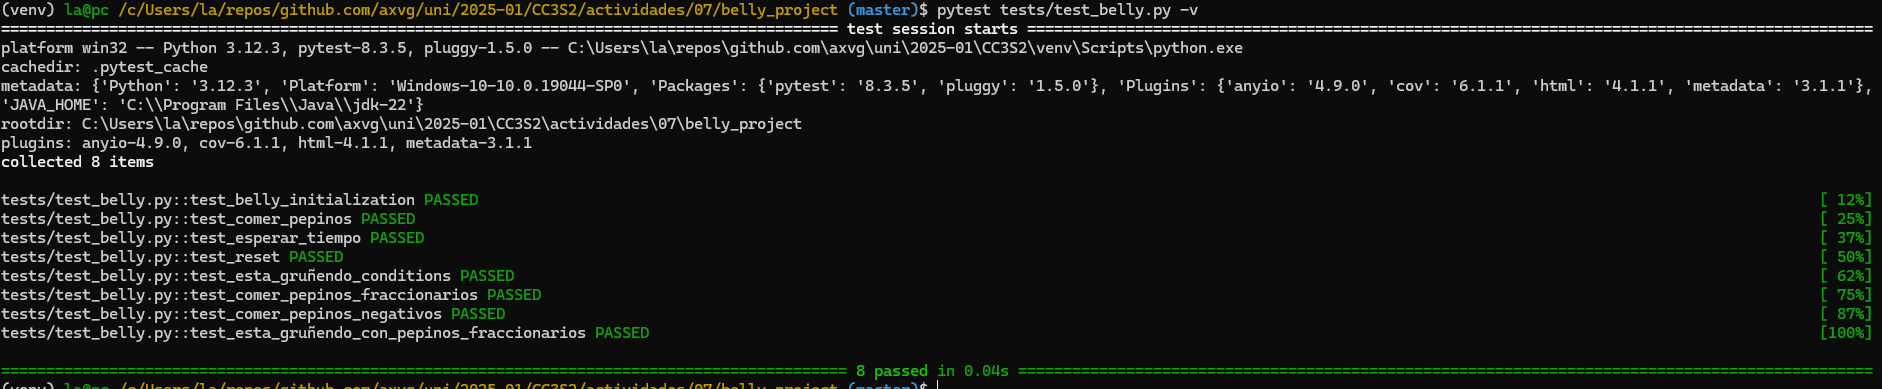 (venv) la@pc /c/Users/la/repos/github.com/axvg/uni/2025-01/CC3S2/actividades/07/belly_project (master)$ pytest tests/test_belly.py -v
============================================================================================= test session starts ==============================================================================================
platform win32 -- Python 3.12.3, pytest-8.3.5, pluggy-1.5.0 -- C:\Users\la\repos\github.com\axvg\uni\2025-01\CC3S2\venv\Scripts\python.exe
cachedir: .pytest_cache
metadata: {'Python': '3.12.3', 'Platform': 'Windows-10-10.0.19044-SP0', 'Packages': {'pytest': '8.3.5', 'pluggy': '1.5.0'}, 'Plugins': {'anyio': '4.9.0', 'cov': '6.1.1', 'html': '4.1.1', 'metadata': '3.1.1'},
'JAVA_HOME': 'C:\\Program Files\\Java\\jdk-22'}
rootdir: C:\Users\la\repos\github.com\axvg\uni\2025-01\CC3S2\actividades\07\belly_project
plugins: anyio-4.9.0, cov-6.1.1, html-4.1.1, metadata-3.1.1
collected 8 items
tests/test_belly.py::test_belly_initialization PASSED [ 12%]
tests/test_belly.py::test_comer_pepinos PASSED [ 25%]
tests/test_belly.py::test_esperar_tiempo PASSED [ 37%]
tests/test_belly.py::test_reset PASSED [ 50%]
tests/test_belly.py::test_esta_gruñendo_conditions PASSED [ 62%]
tests/test_belly.py::test_comer_pepinos_fraccionarios PASSED [ 75%]
tests/test_belly.py::test_comer_pepinos_negativos PASSED [ 87%]
tests/test_belly.py::test_esta_gruñendo_con_pepinos_fraccionarios PASSED [100%]
============================================================================================== 8 passed in 0.04s ===============================================================================================
(venv) la@pc /c/Users/la/repos/github.com/axvg/uni/2025-01/CC3S2/actividades/07/belly_project (master)$